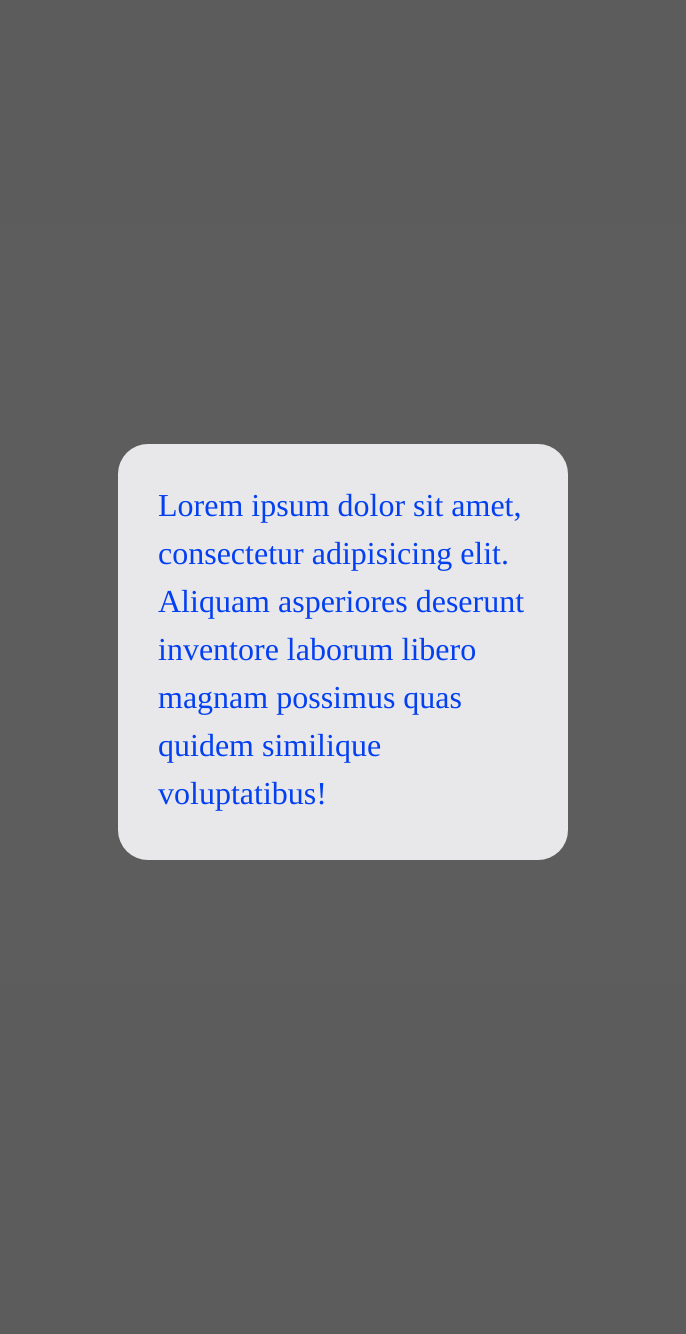 Lorem ipsum dolor sit amet,
consectetur adipisicing elit.
Aliquam asperiores deserunt
inventore laborum libero
magnam possimus quas
quidem similique
voluptatibus!